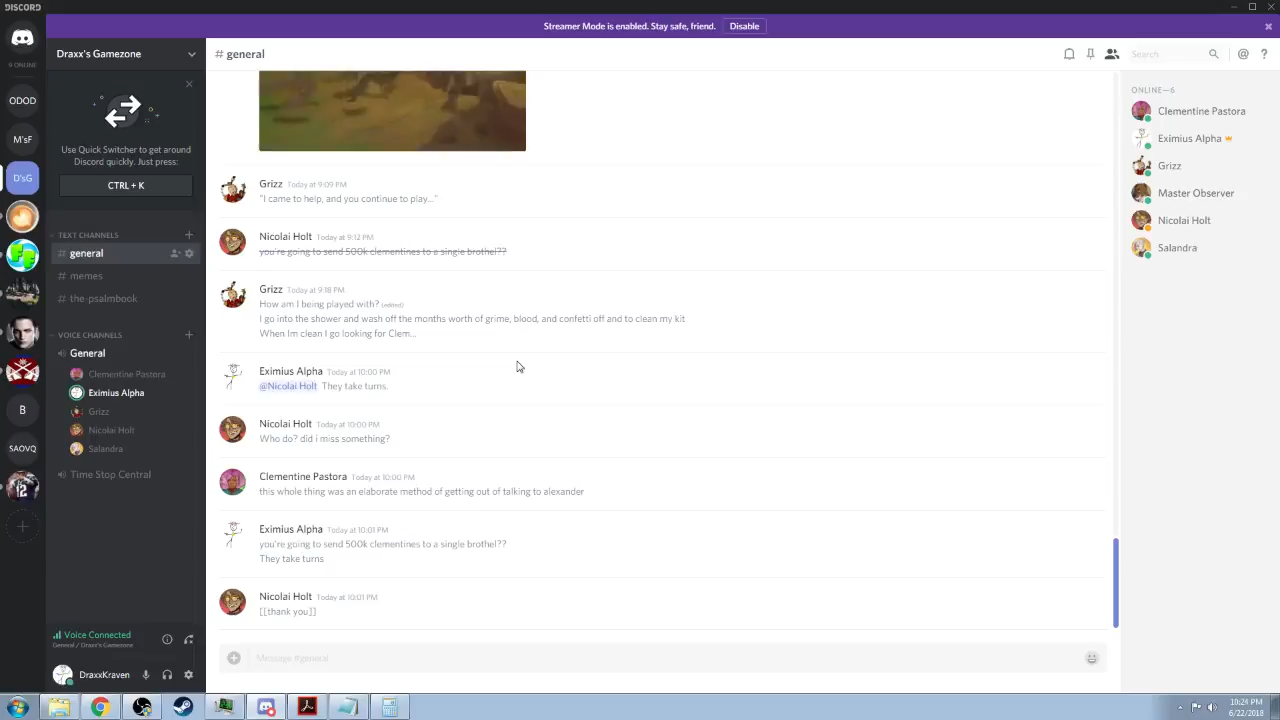 DISCORD
Streamer Mode is enabled. Stay safe, friend. Disable
9 ONLINE
DDDD
MsF
D'sG
B
SAOVQ
12
Draxx's Gamezone
Use Quick Switcher to get around
Discord quickly. Just press:
CTRL + K
TEXT CHANNELS
# general
# memes
# the-psalmbook
VOICE CHANNELS
General
Clementine Pastora
Eximius Alpha
Grizz
Nicolai Holt
Salandra
Time Stop Central
Voice Connected
General / Draxx's Gamezone
DraxxKraven
# general
Search
@ ?
Grizz Today at 9:09 PM
"I came to help, and you continue to play..."
Nicolai Holt Today at 9:12 PM
you're going to send 500k clementines to a single brothel??
Grizz Today at 9:18 PM
How am I being played with? (edited)
I go into the shower and wash off the months worth of grime, blood, and confetti off and to clean my kit
When Im clean I go looking for Clem...
Eximius Alpha Today at 10:00 PM
@Nicolai Holt They take turns.
Nicolai Holt Today at 10:00 PM
Who do? did i miss something?
Clementine Pastora Today at 10:00 PM
this whole thing was an elaborate method of getting out of talking to alexander
Eximius Alpha Today at 10:01 PM
you're going to send 500k clementines to a single brothel??
They take turns
Nicolai Holt Today at 10:01 PM
[[thank you]]
Message #general
ONLINE—6
Clementine Pastora
Eximius Alpha
Grizz
Master Observer
Nicolai Holt
Salandra
10:24 PM
6/22/2018